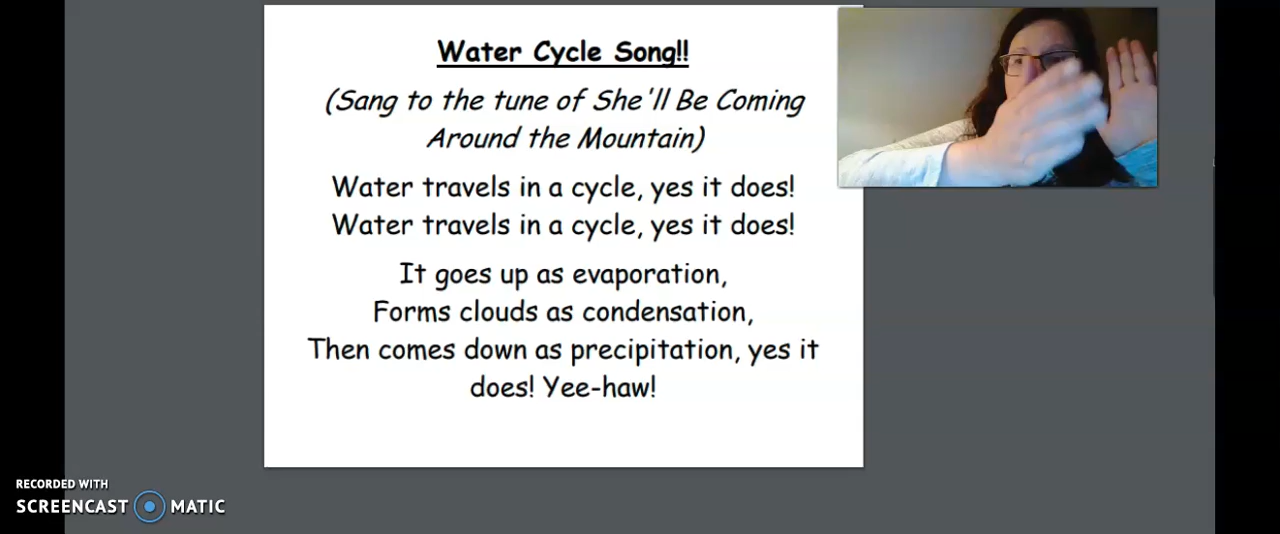 Water Cycle Song!!
(Sang to the tune of She'll Be Coming
Around the Mountain)
Water travels in a cycle, yes it does!
Water travels in a cycle, yes it does!
It goes up as evaporation,
Forms clouds as condensation,
Then comes down as precipitation, yes it
does! Yee-haw!
RECORDED WITH
SCREENCAST MATIC